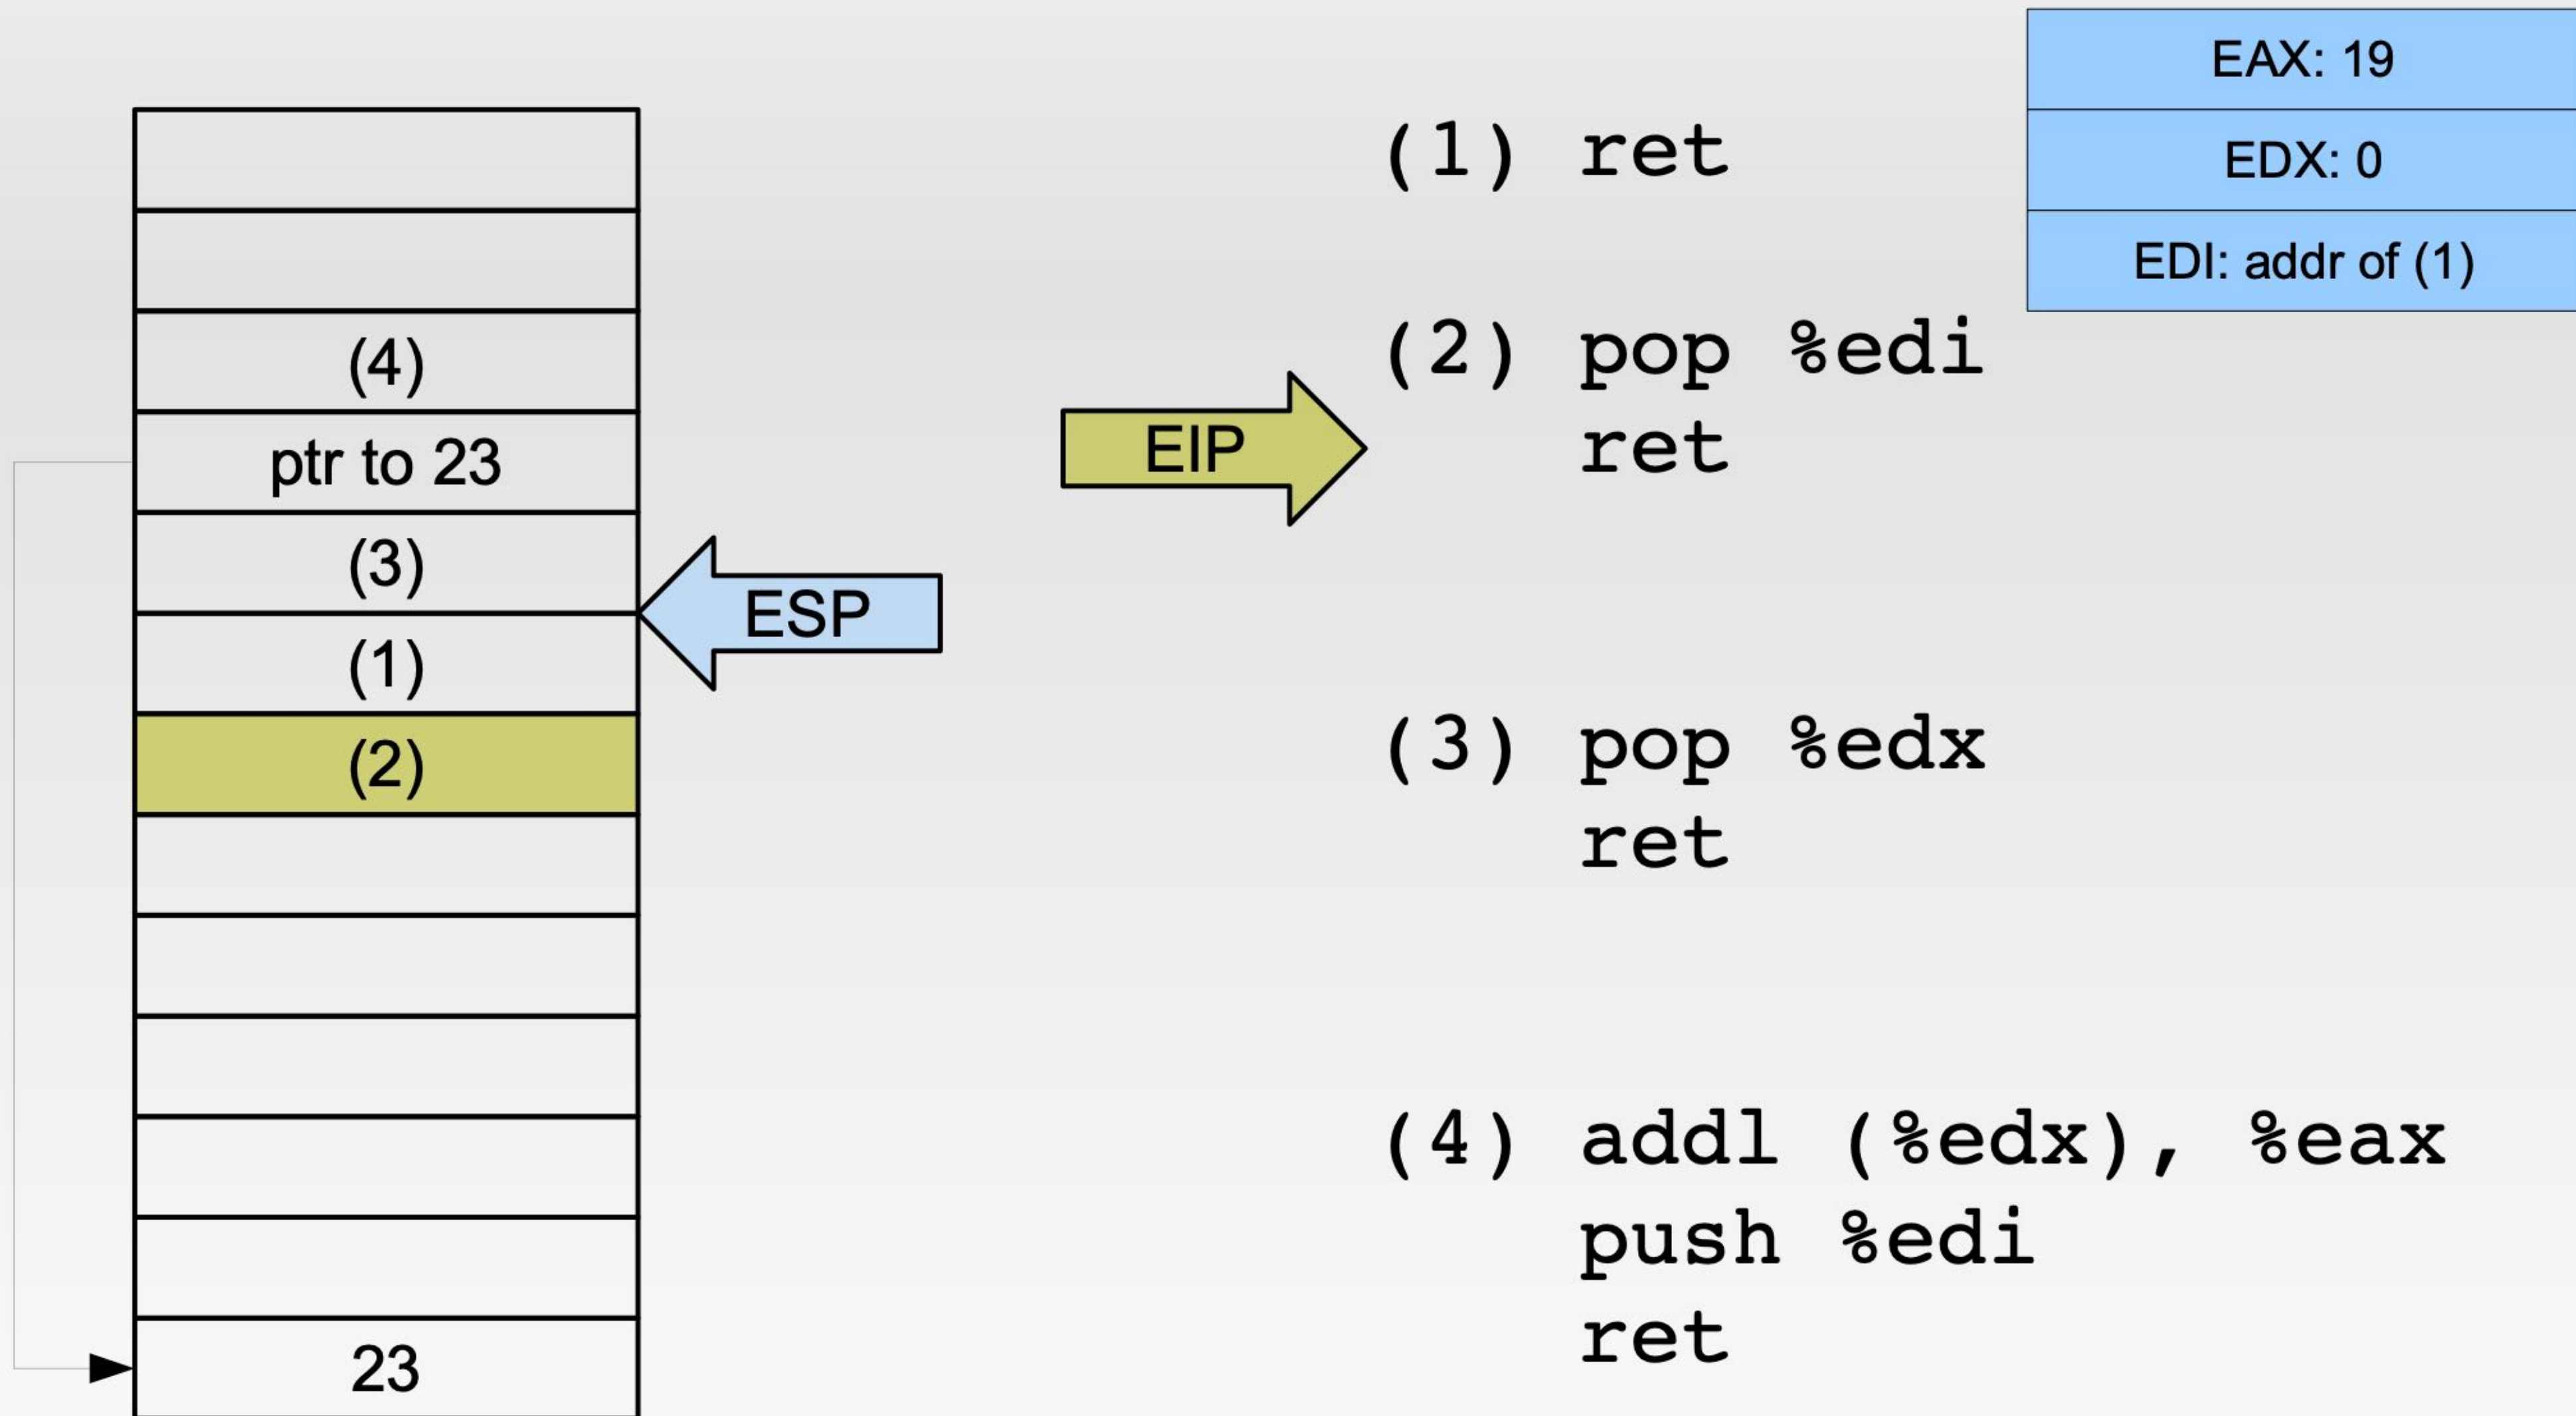 (4)
ptr to 23
(3)
(1)
(2)
23
ESP
EIP
(1) ret
(2) pop %edi
ret
(3) pop %edx
ret
(4) addl (%edx), %eax
push %edi
ret
EAX: 19
EDX: 0
EDI: addr of (1)